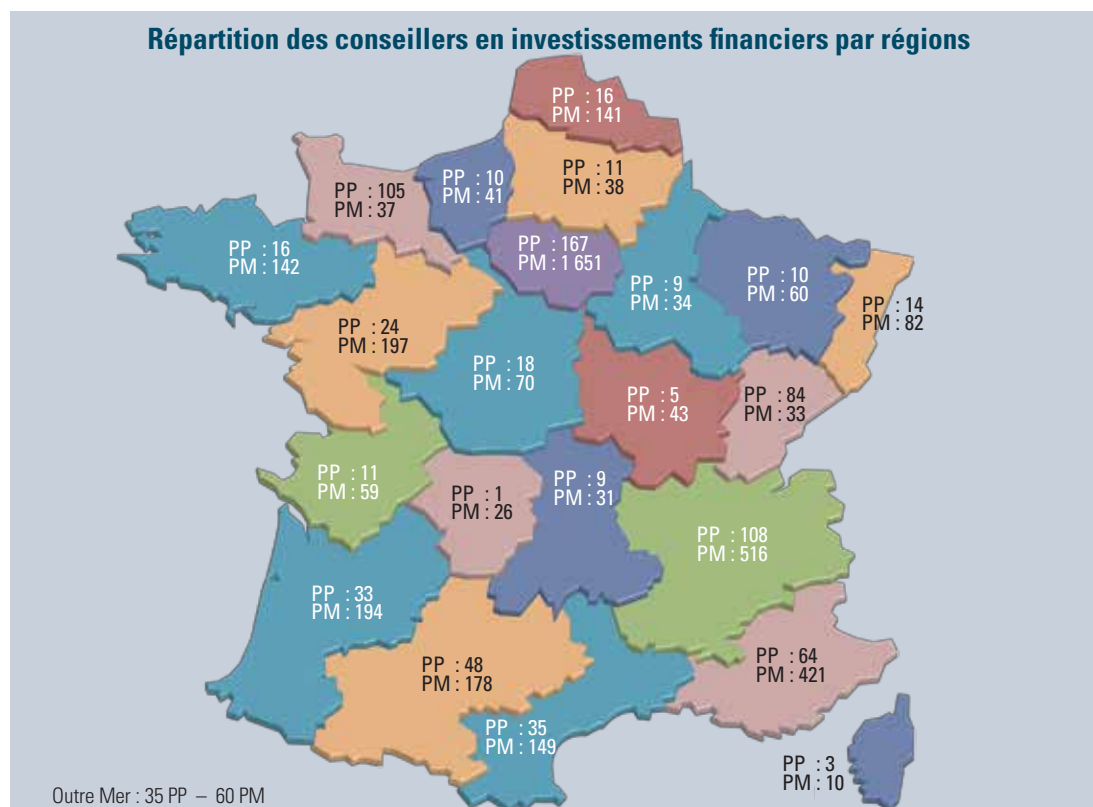 Répartition des conseillers en investissements financiers par régions
PP : 16
PM : 141
PP : 11
PM : 38
PP : 10
PM : 41
PP : 105
PM : 37
PP : 16
PM : 142
PP : 167
PM : 1 651
PP : 9
PM : 34
PP : 10
PM : 60
PP : 14
PM : 82
PP : 24
PM : 197
PP : 18
PM : 70
PP : 5
PM : 43
PP : 84
PM : 33
PP : 11
PM : 59
PP : 1
PM : 26
PP : 9
PM : 31
PP : 108
PM : 516
PP : 33
PM : 194
PP : 48
PM : 178
PP : 64
PM : 421
PP : 35
PM : 149
PP : 3
PM : 10
Outre Mer : 35 PP – 60 PM